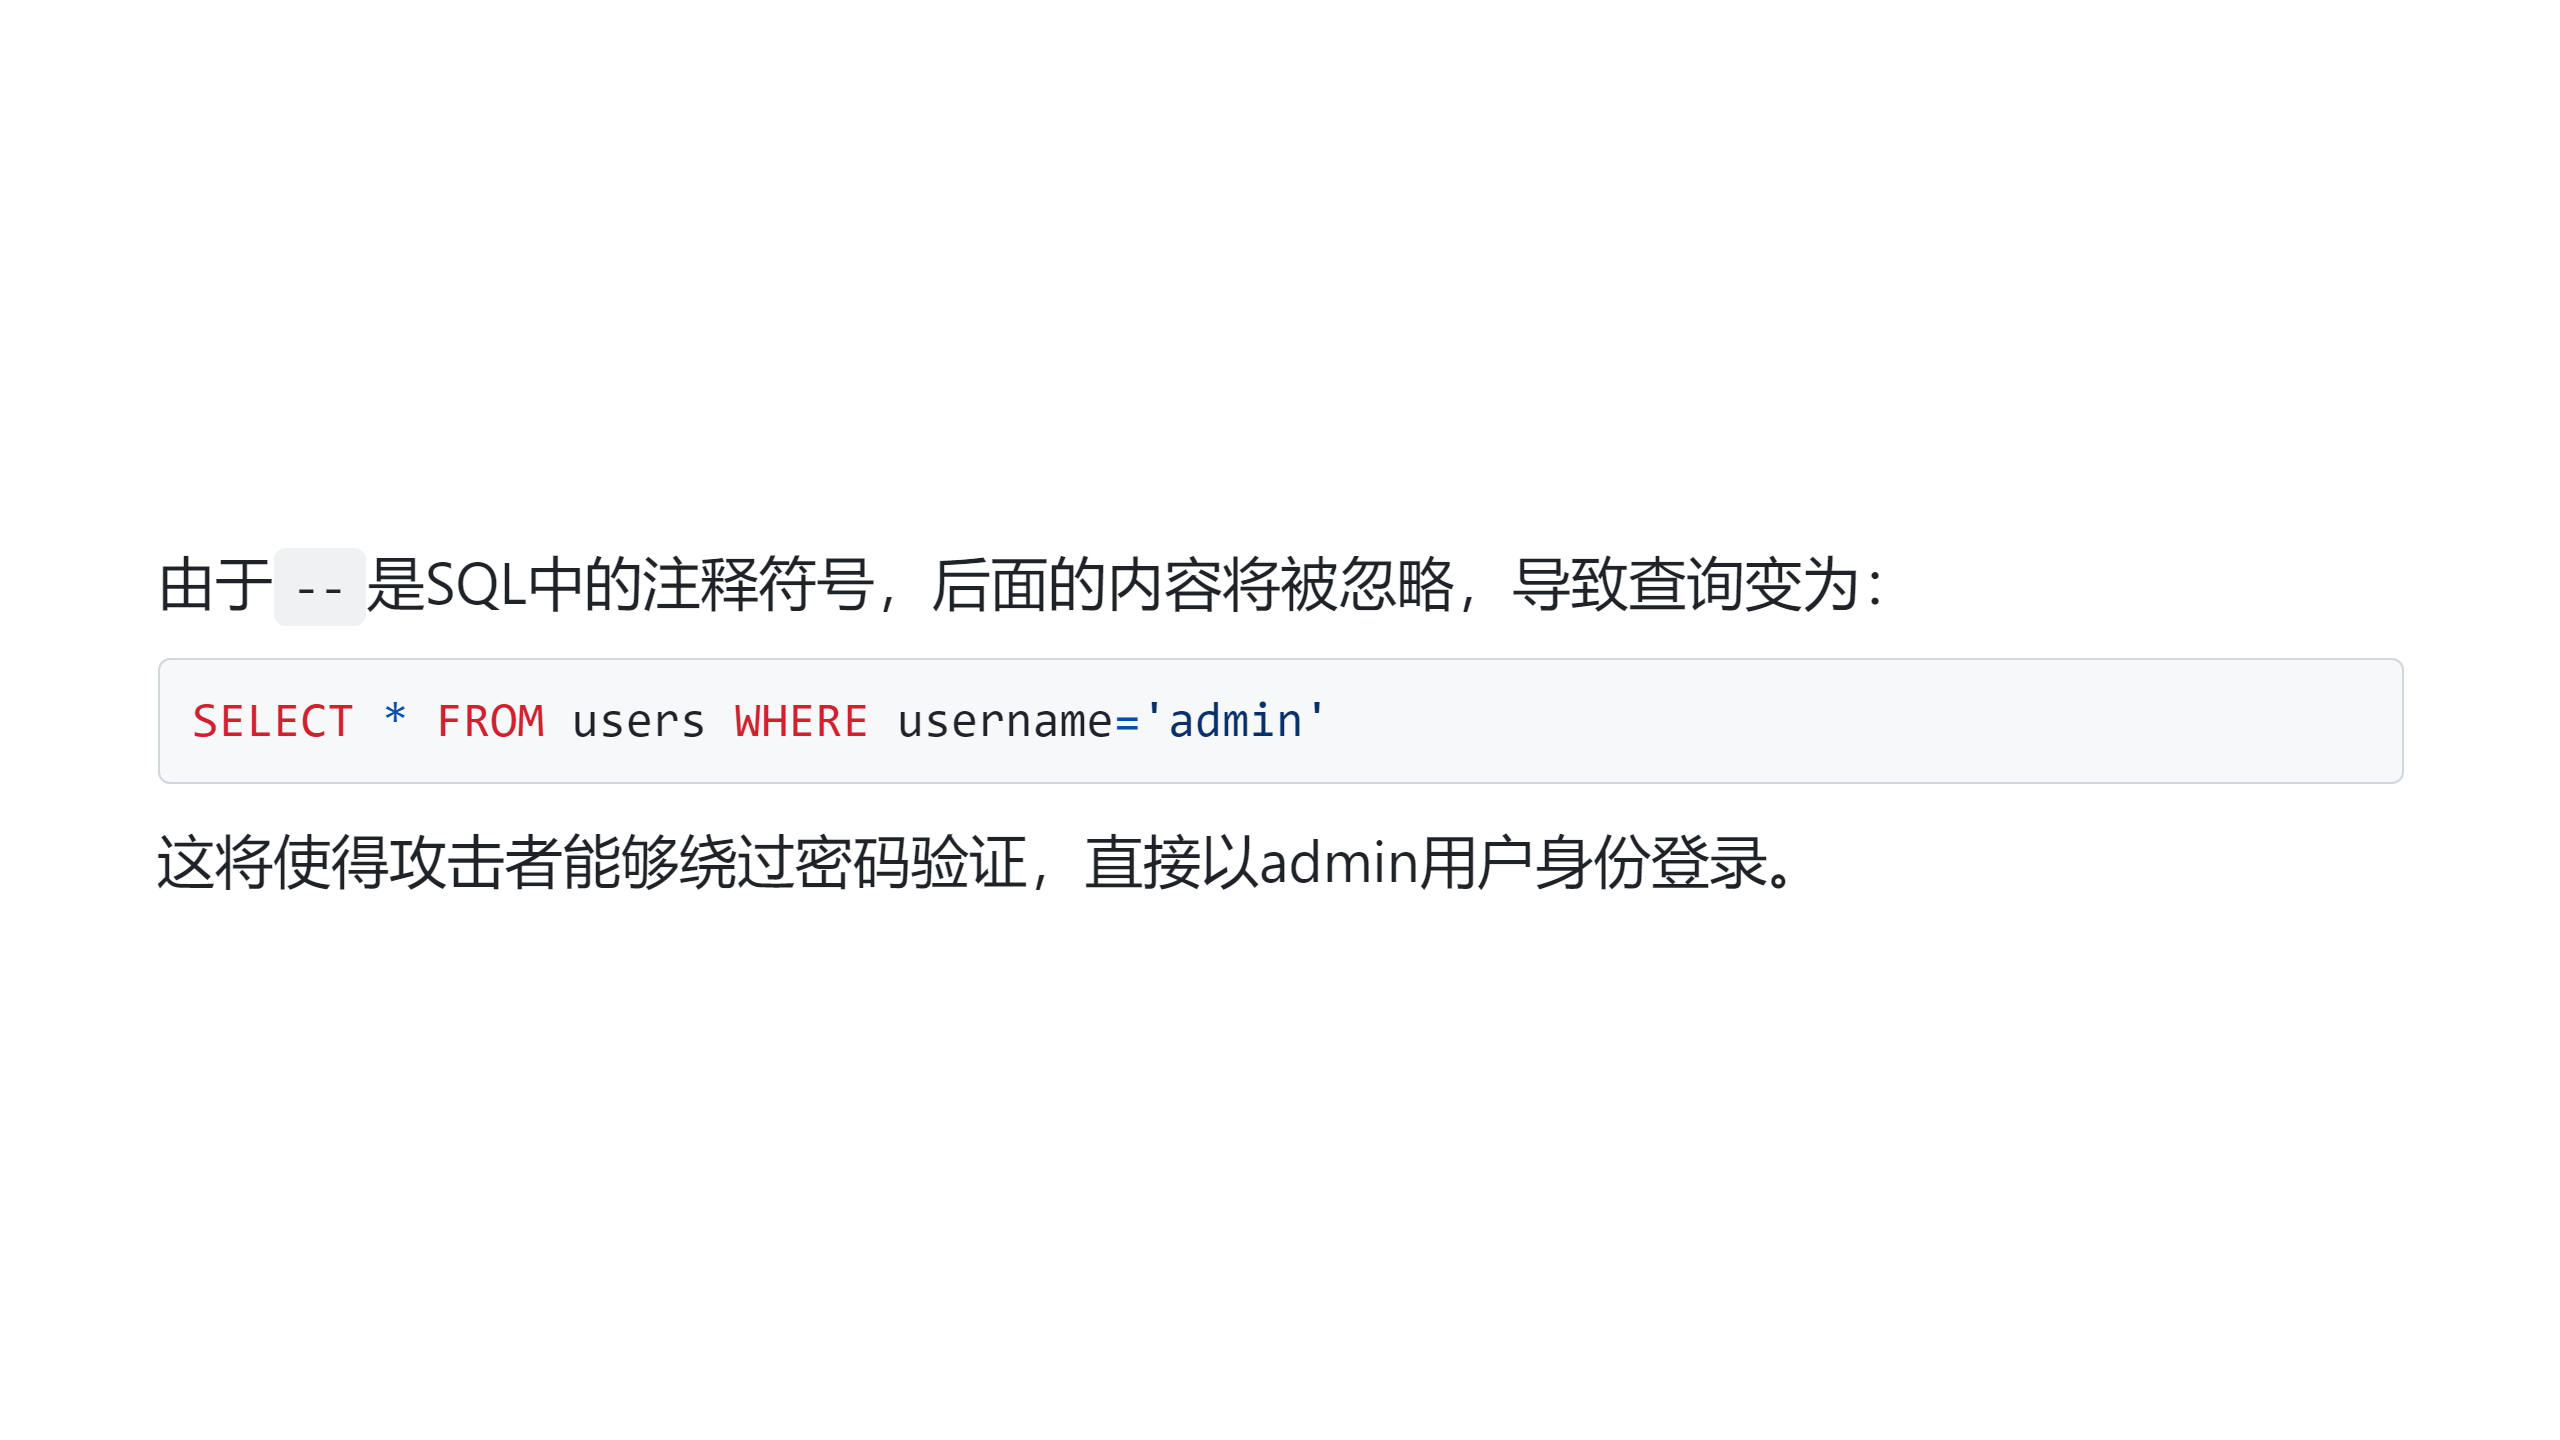 由于--是SQL中的注释符号，后面的内容将被忽略，导致查询变为：
SELECT * FROM users WHERE username='admin'
这将使得攻击者能够绕过密码验证，直接以admin用户身份登录。